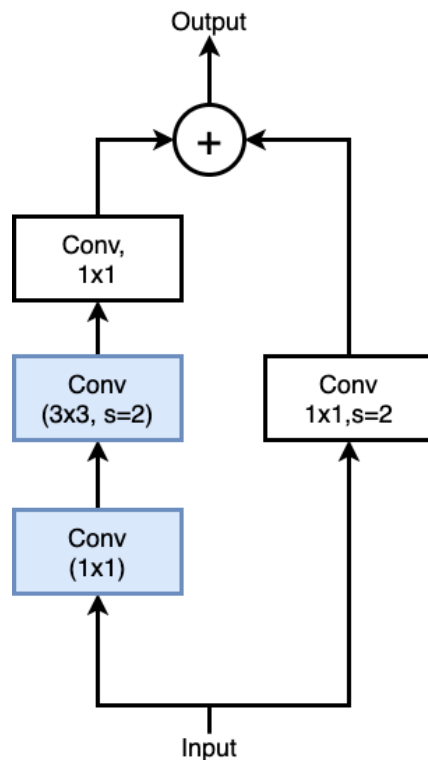 Output
+
Conv,
1x1
Conv
(3x3, s=2)
Conv
1x1,s=2
Conv
(1x1)
Input